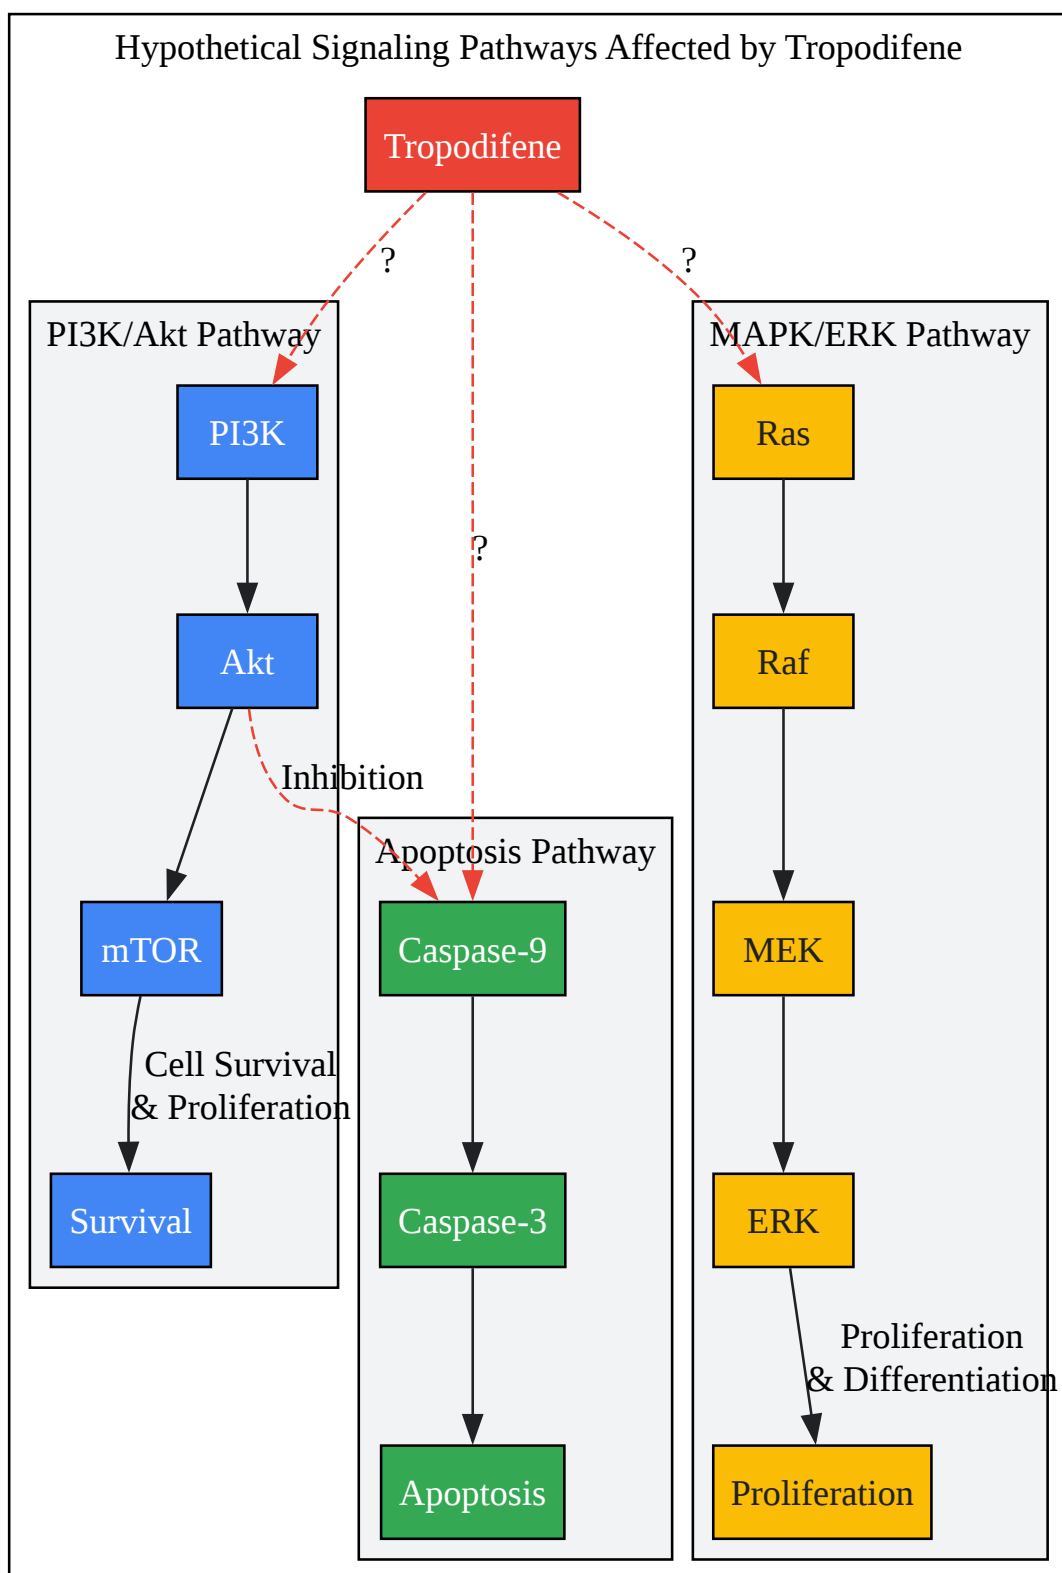 Hypothetical Signaling Pathways Affected by Tropodifene
Tropodifene
?
?
PI3K/Akt Pathway
MAPK/ERK Pathway
PI3K
Ras
?
Akt
Raf
Inhibition
Apoptosis Pathway
mTOR
Caspase-9
MEK
Cell Survival
& Proliferation
Survival
Caspase-3
ERK
Proliferation
& Differentiation
Apoptosis
Proliferation